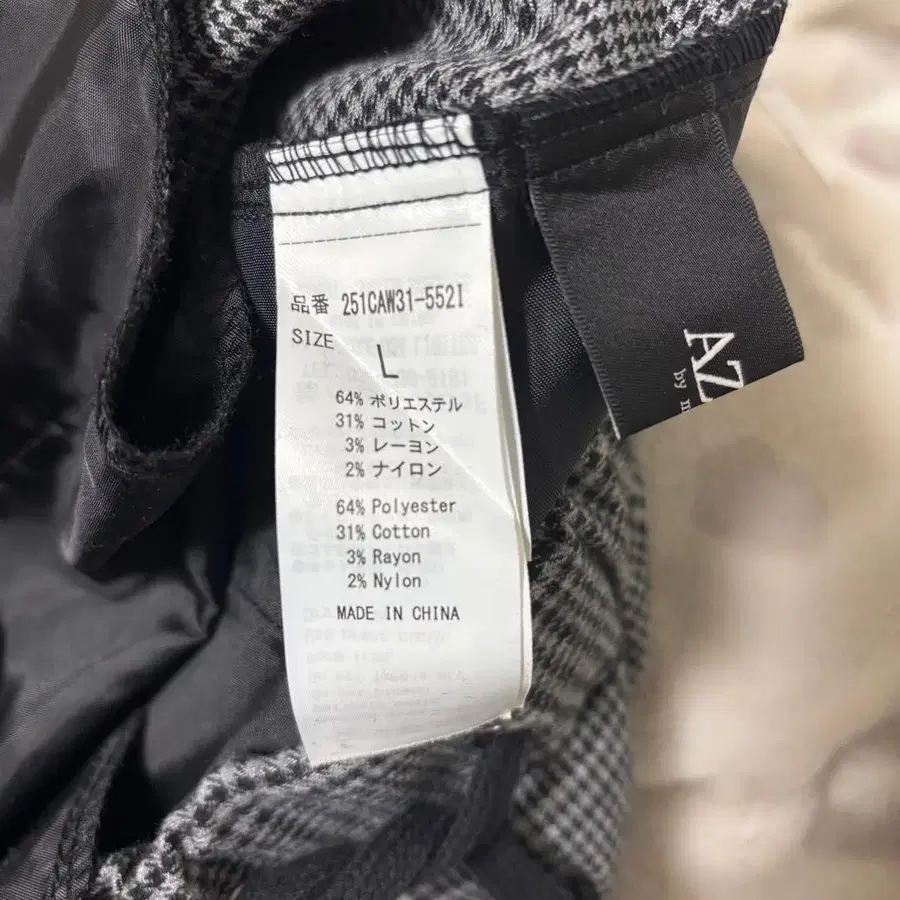 品番 251CAW31-552I
SIZE L
64% ポリエステル
31% コットン
3% レーヨン
2% ナイロン
64% Polyester
31% Cotton
3% Rayon
2% Nylon
MADE IN CHINA
AZ
by